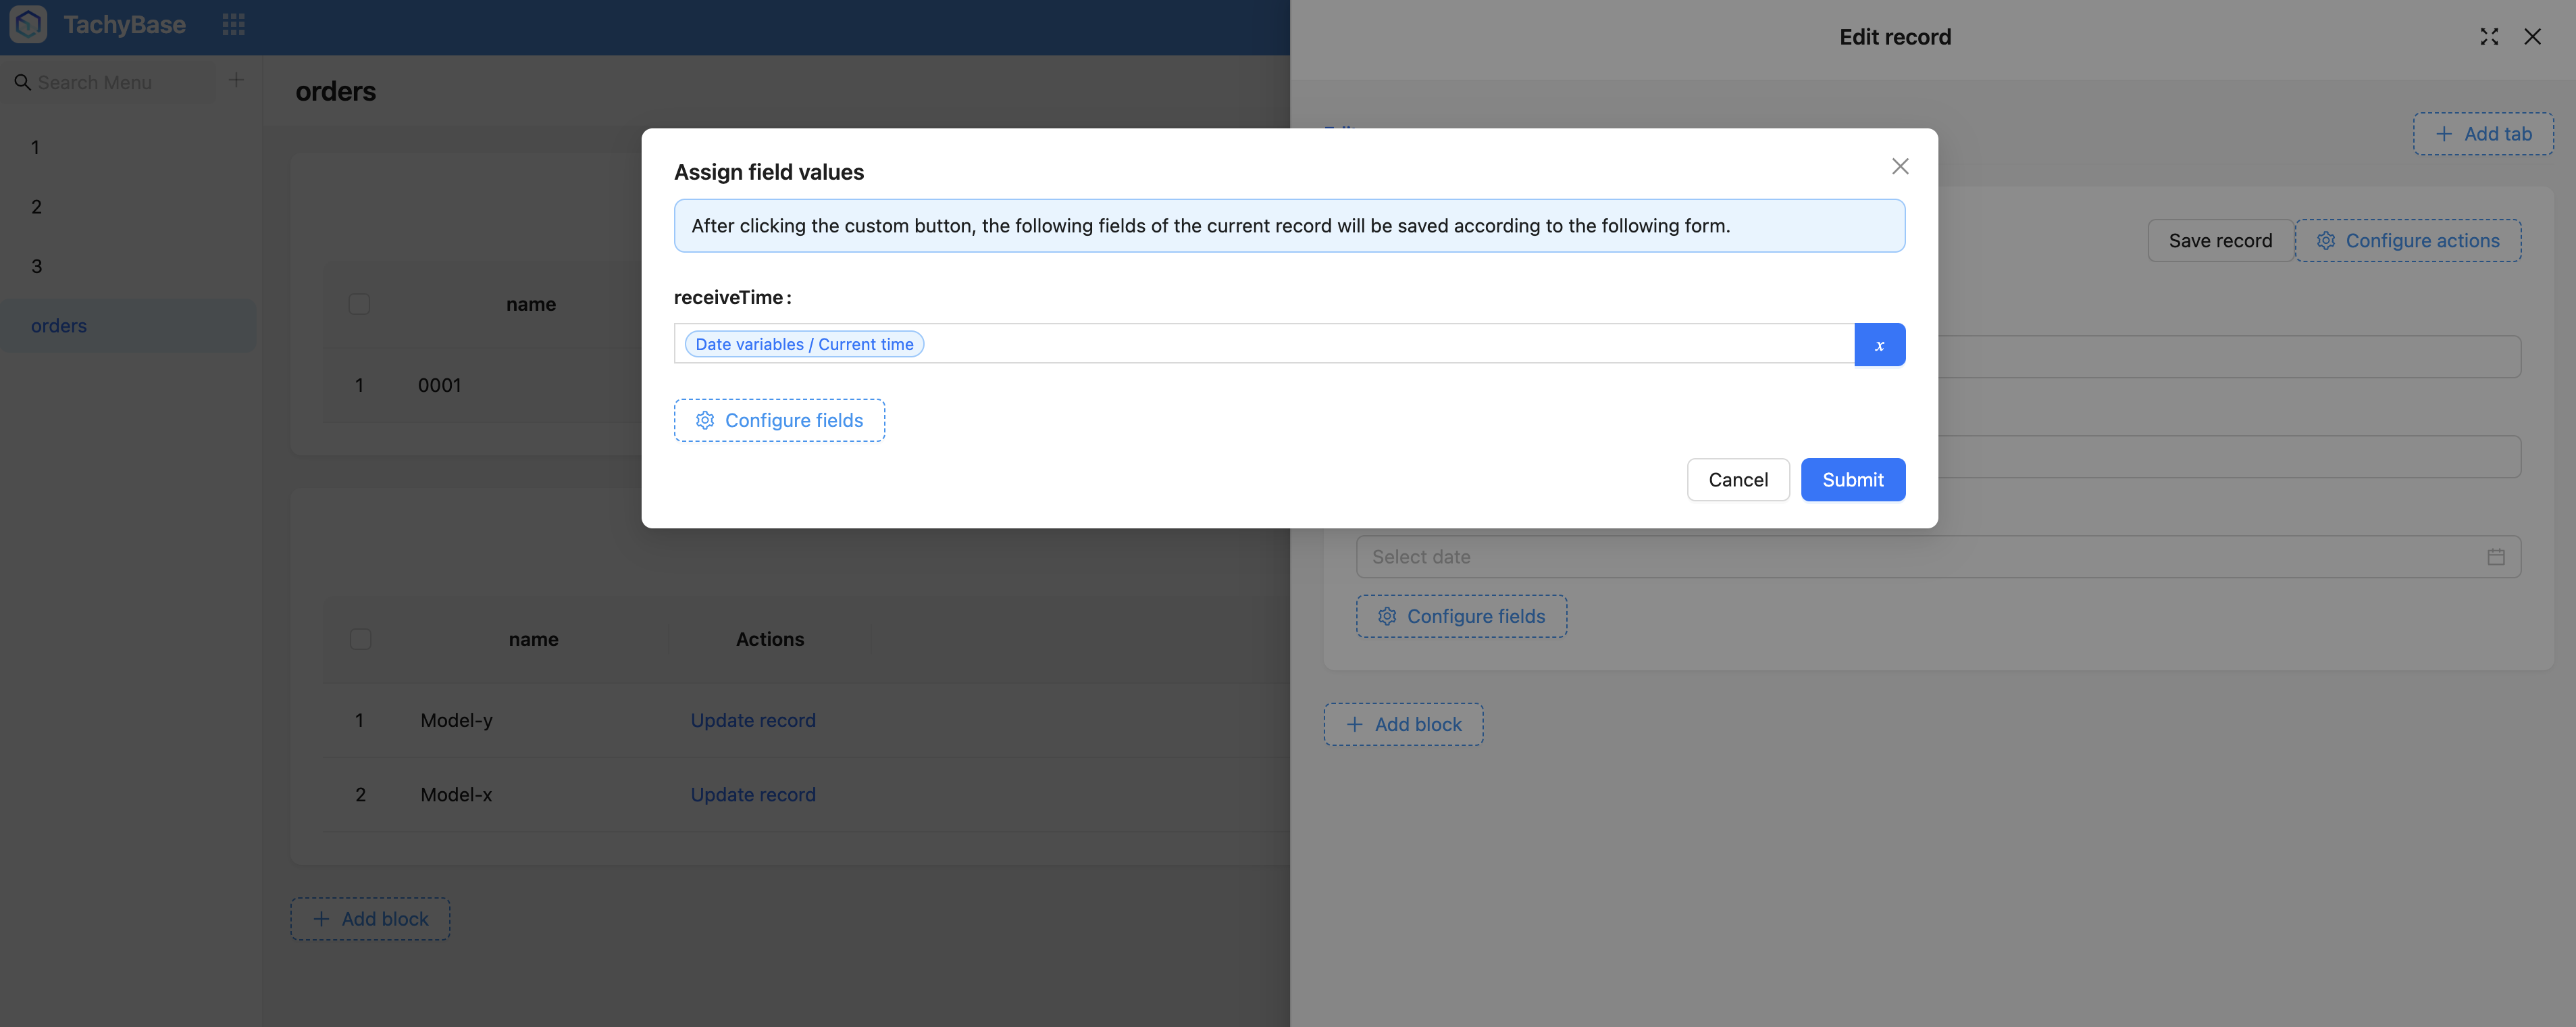 TachyBase
Edit record
Search Menu
orders
Add tab
1
2
3
orders
Assign field values
After clicking the custom button, the following fields of the current record will be saved according to the following form.
receiveTime :
Date variables / Current time
x
Configure fields
Cancel
Submit
Save record
Configure actions
name
1
0001
Select date
Configure fields
name
Actions
1
Model-y
Update record
2
Model-x
Update record
Add block
Add block